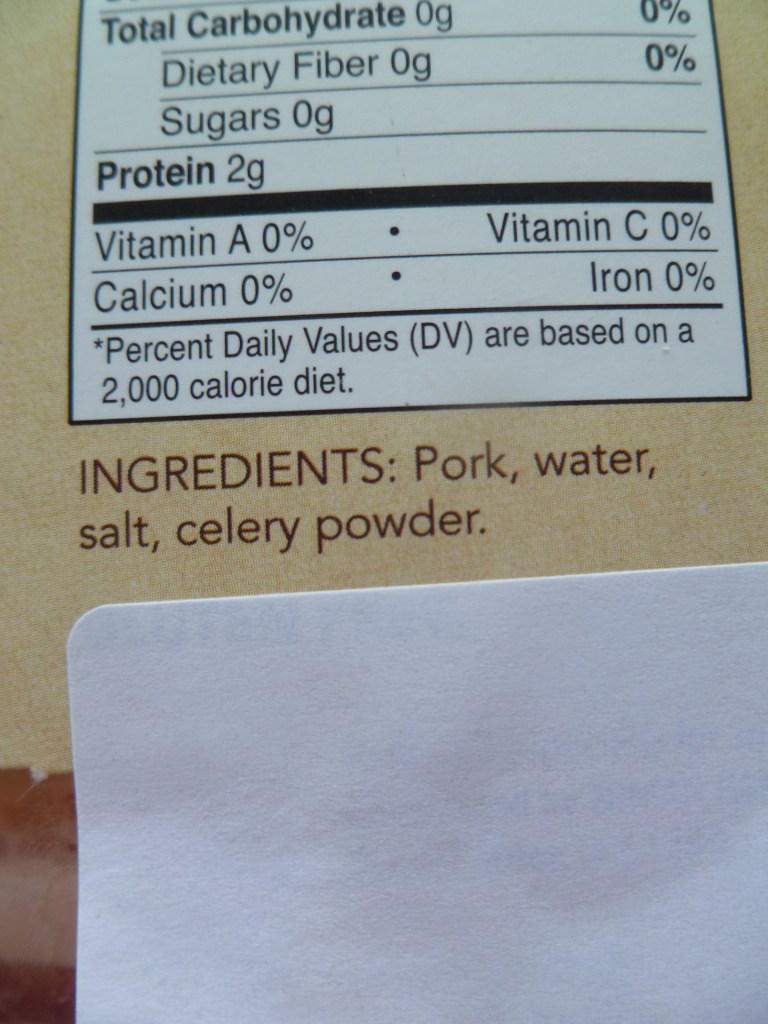 Total Carbohydrate 0g 0%
Dietary Fiber 0g 0%
Sugars 0g
Protein 2g
Vitamin A 0% • Vitamin C 0%
Calcium 0% • Iron 0%
*Percent Daily Values (DV) are based on a
2,000 calorie diet.
INGREDIENTS: Pork, water,
salt, celery powder.